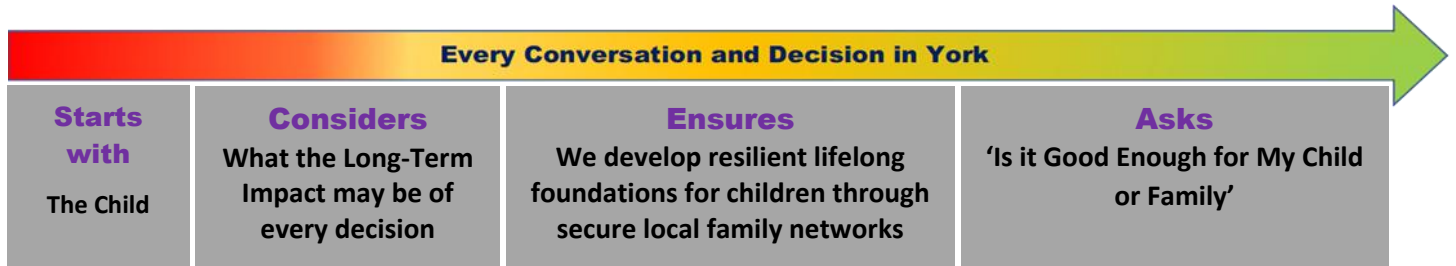 Every Conversation and Decision in York
Starts
with
The Child
Considers
What the Long-Term
Impact may be of
every decision
Ensures
We develop resilient lifelong
foundations for children through
secure local family networks
Asks
‘Is it Good Enough for My Child
or Family’